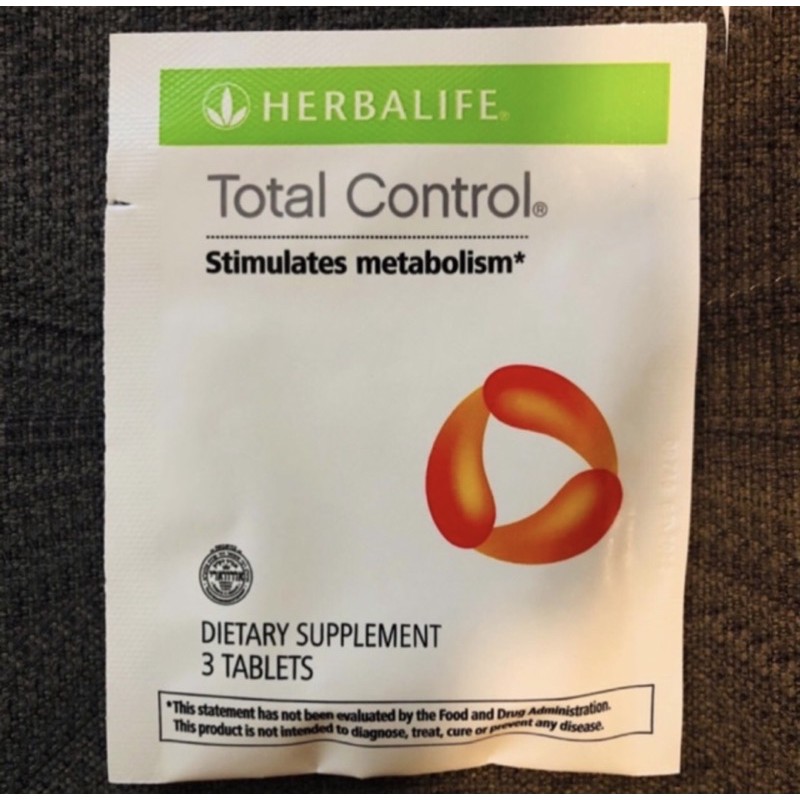 HERBALIFE®
Total Control®
Stimulates metabolism*
DIETARY SUPPLEMENT
3 TABLETS
*This statement has not been evaluated by the Food and Drug Administration.
This product is not intended to diagnose, treat, cure or prevent any disease.